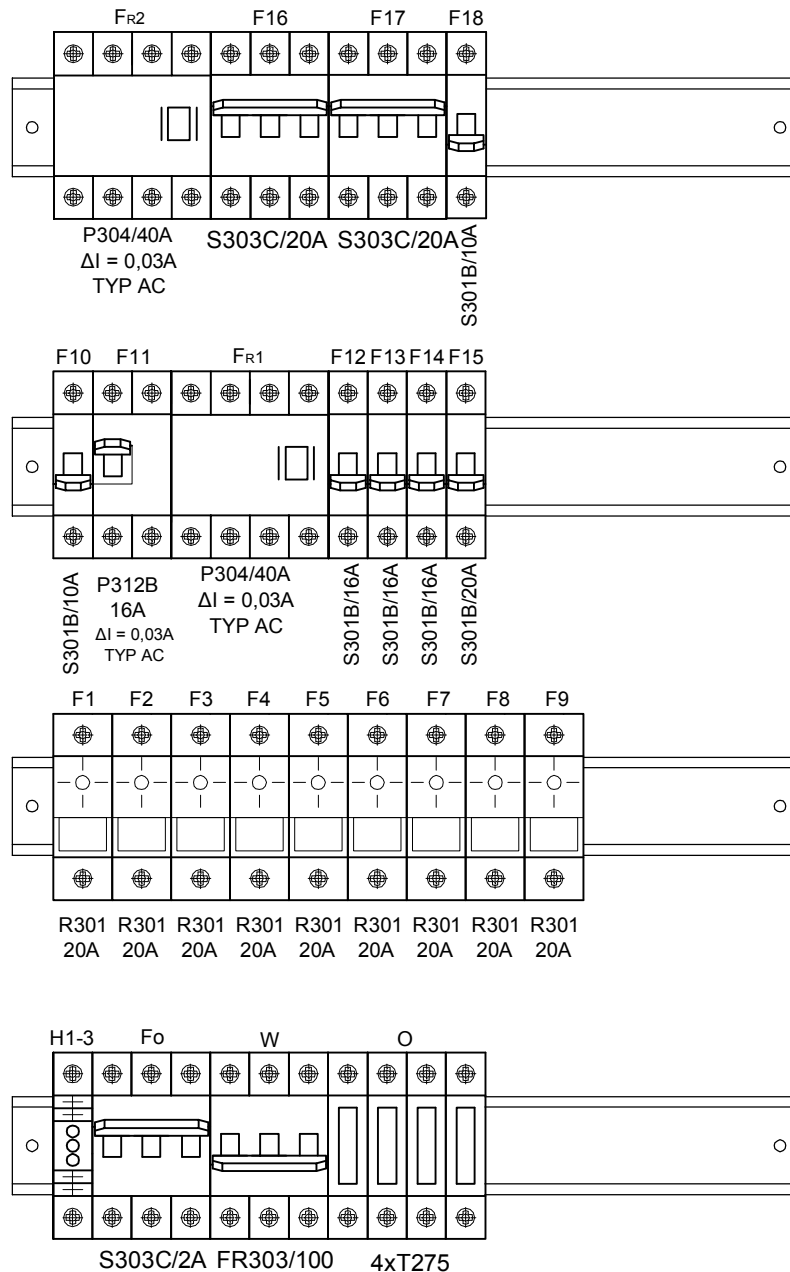 FR2 F16 F17 F18
P304/40A
ΔI = 0,03A
TYP AC
S303C/20A S303C/20A
S301B/10A
F10 F11 FR1 F12 F13 F14 F15
S301B/10A
P312B
16A
ΔI = 0,03A
TYP AC
P304/40A
ΔI = 0,03A
TYP AC
S301B/16A
S301B/16A
S301B/16A
S301B/20A
F1 F2 F3 F4 F5 F6 F7 F8 F9
R301 R301 R301 R301 R301 R301 R301 R301 R301
20A 20A 20A 20A 20A 20A 20A 20A 20A
H1-3 Fo W O
S303C/2A FR303/100 4xT275